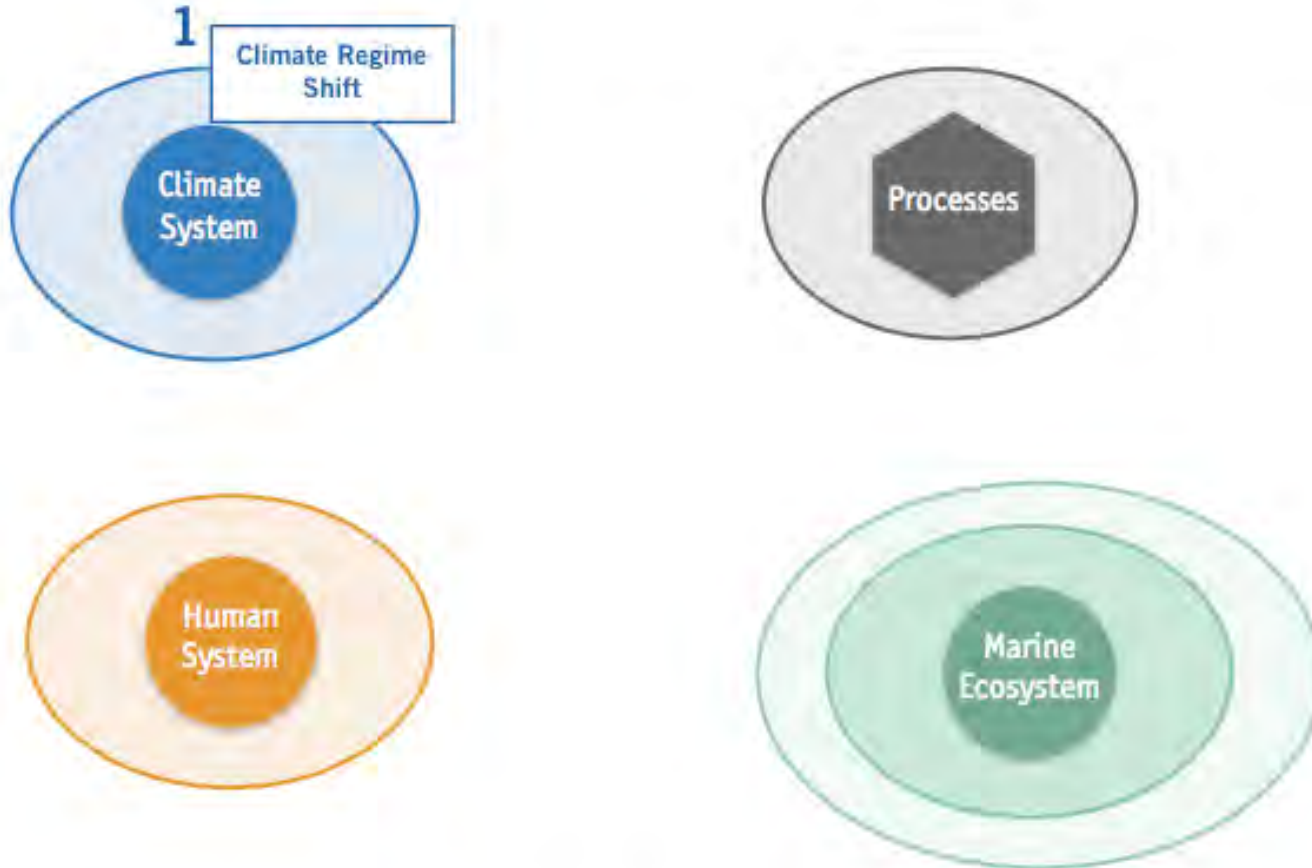 1
Climate Regime
Shift
Climate
System
Processes
Human
System
Marine
Ecosystem